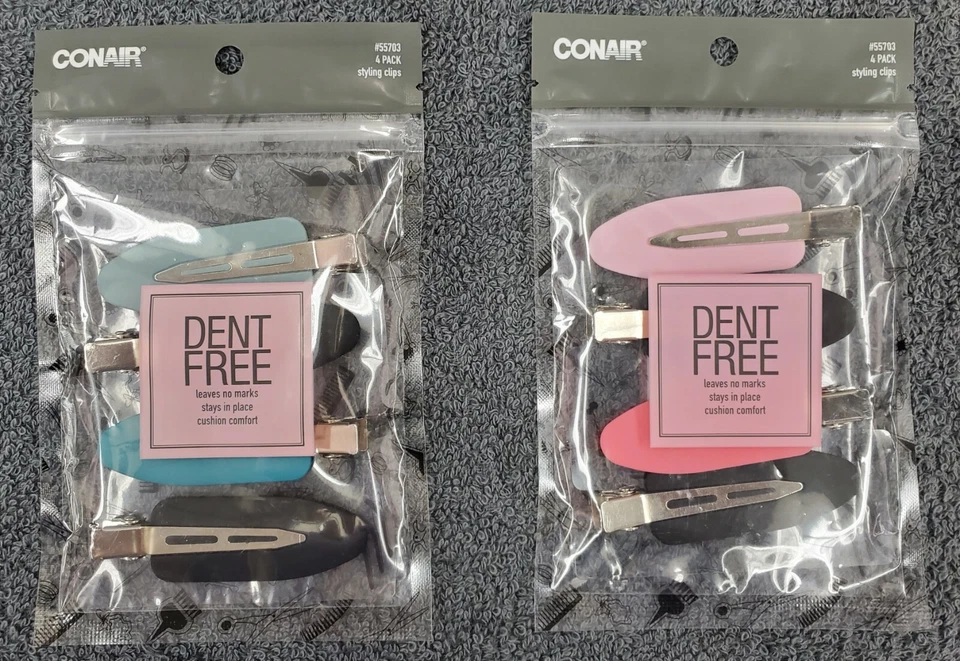 CONAIR®
#55703
4 PACK
styling clips
DENT
FREE
leaves no marks
stays in place
cushion comfort
CONAIR®
#55703
4 PACK
styling clips
DENT
FREE
leaves no marks
stays in place
cushion comfort